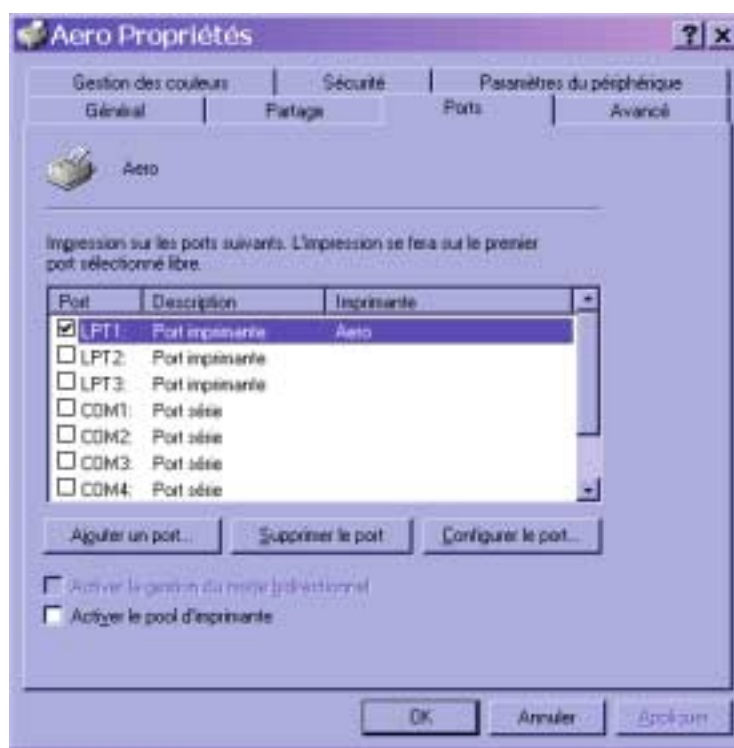 Aero Propriétés
Gestion des couleurs Sécurité Paramètres du périphérique
Général Partage Ports Avancé
Aero
Impression sur les ports suivants. L'impression se fera sur le premier
port sélectionné libre.
Port Description Imprimante
LPT1: Port imprimante Aero
LPT2: Port imprimante
LPT3: Port imprimante
COM1: Port série
COM2: Port série
COM3: Port série
COM4: Port série
Ajouter un port... Supprimer le port Configurer le port...
Activer la gestion du mode bidirectionnel
Activer le pool d'imprimante
OK Annuler Appliquer